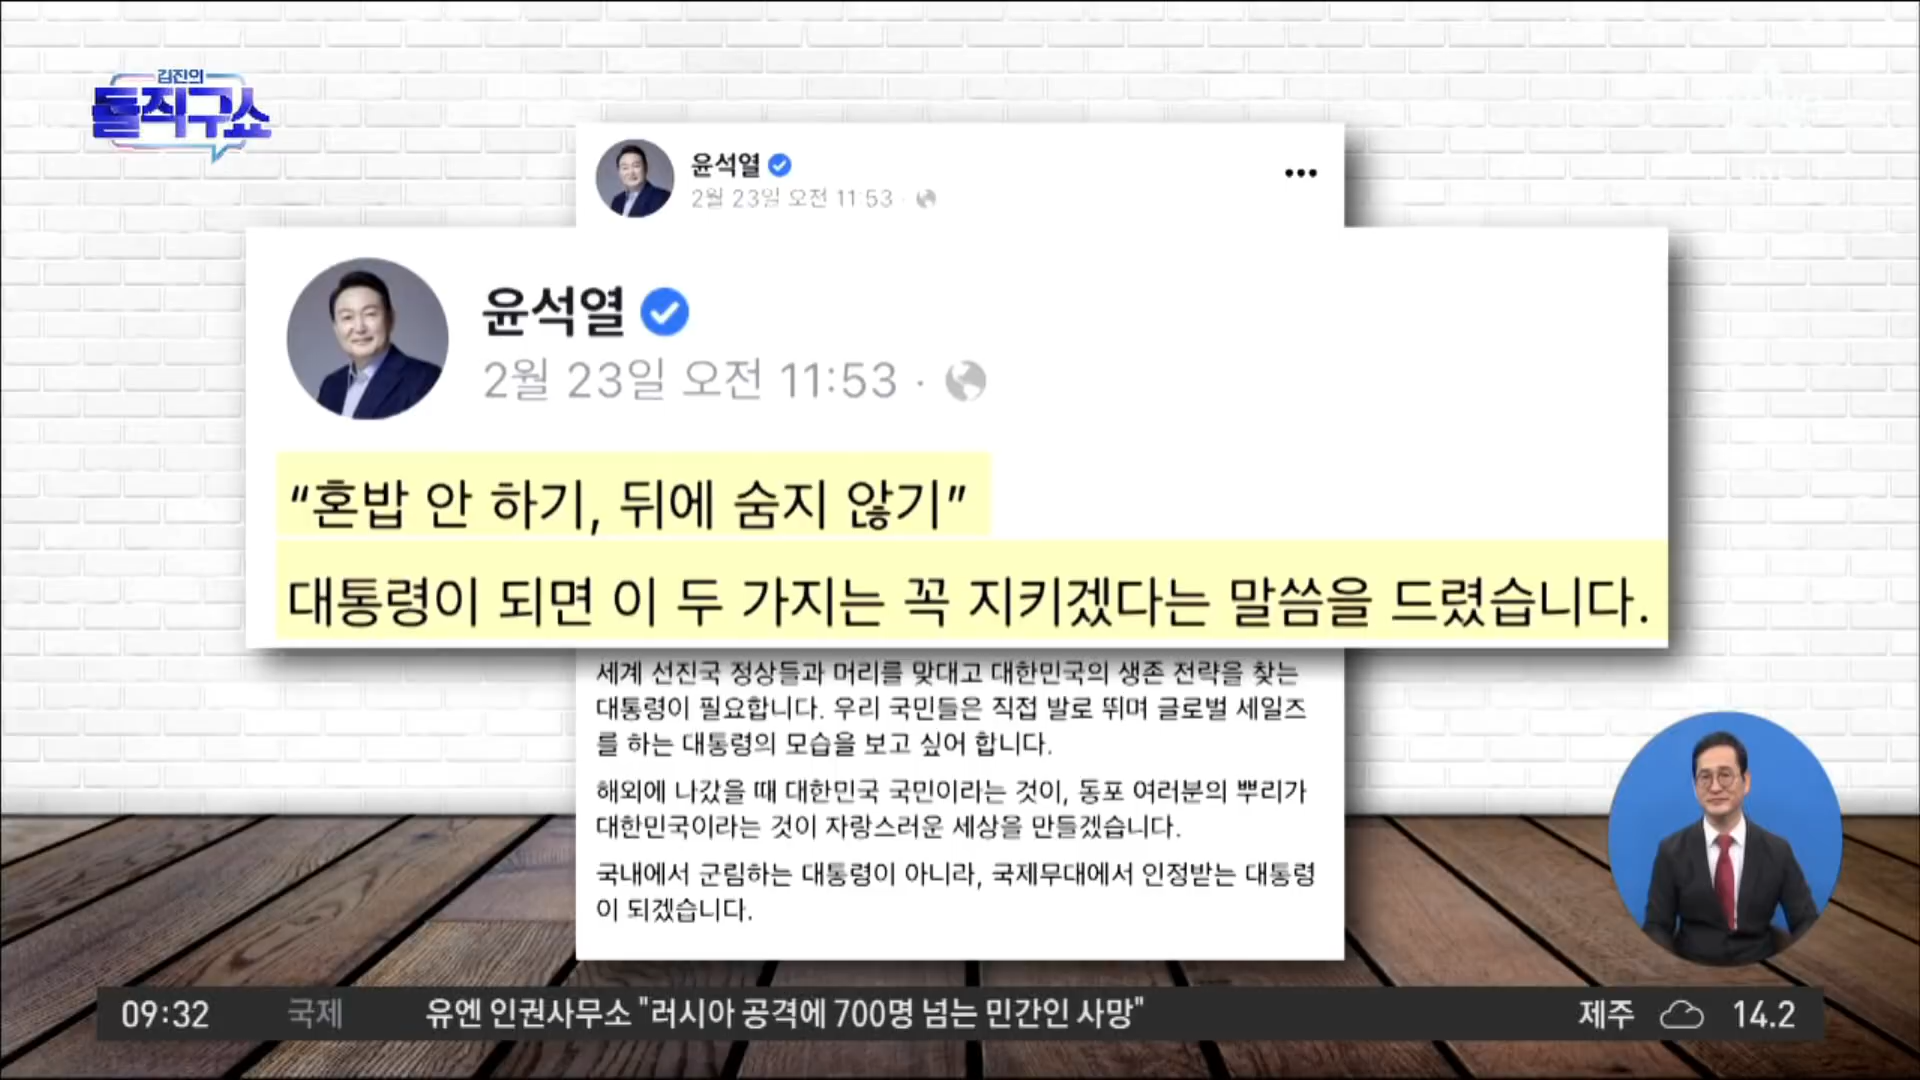 김진의
돌직구쇼
윤석열
2월 23일 오전 11:53 ·
윤석열
2월 23일 오전 11:53 ·
“혼밥 안 하기, 뒤에 숨지 않기”
대통령이 되면 이 두 가지는 꼭 지키겠다는 말씀을 드렸습니다.
세계 선진국 정상들과 머리를 맞대고 대한민국의 생존 전략을 찾는
대통령이 필요합니다. 우리 국민들은 직접 발로 뛰며 글로벌 세일즈
를 하는 대통령의 모습을 보고 싶어 합니다.
해외에 나갔을 때 대한민국 국민이라는 것이, 동포 여러분의 뿌리가
대한민국이라는 것이 자랑스러운 세상을 만들겠습니다.
국내에서 군림하는 대통령이 아니라, 국제무대에서 인정받는 대통령
이 되겠습니다.
09:32 국제 유엔 인권사무소 "러시아 공격에 700명 넘는 민간인 사망" 제주 14.2